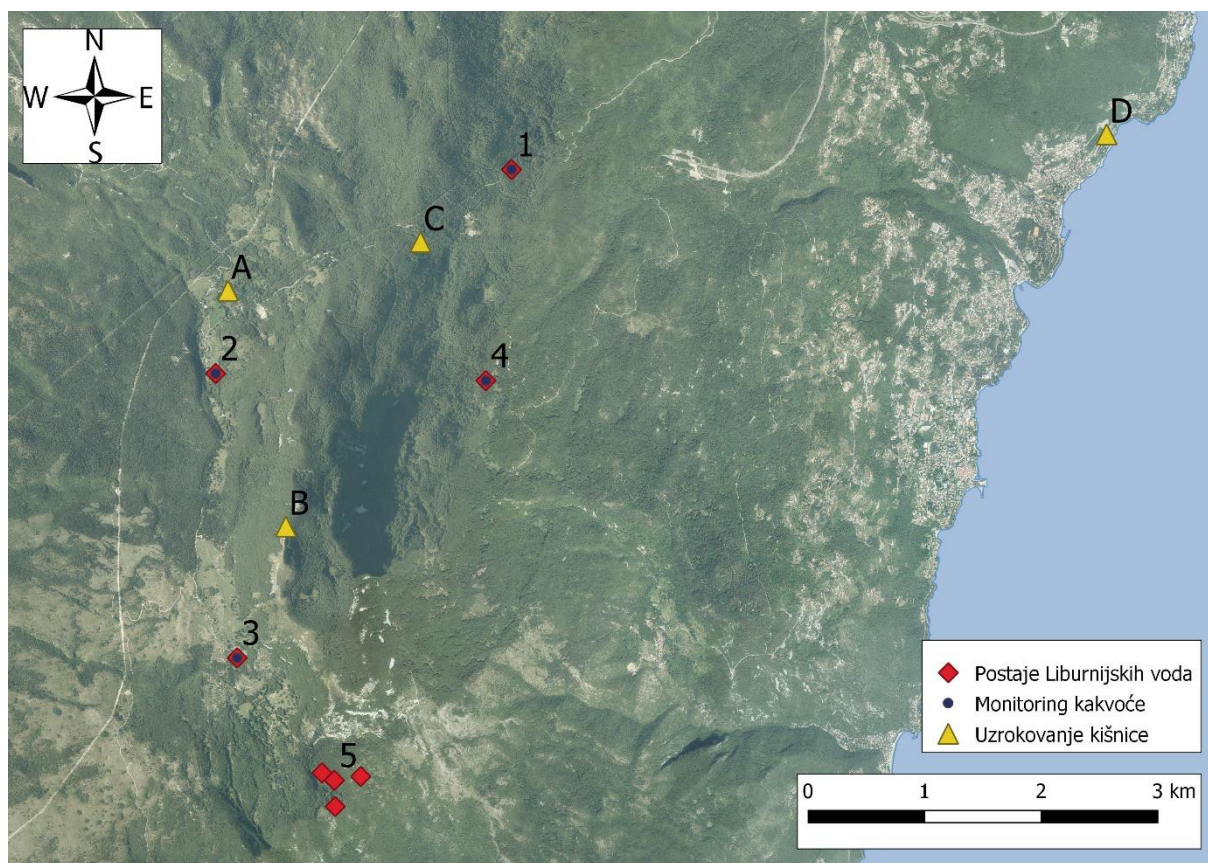 N
W E
S
1
D
C
A
2
4
B
3
5
Postaje Liburnijskih voda
Monitoring kakvoće
Uzrokovanje kišnice
0 1 2 3 km